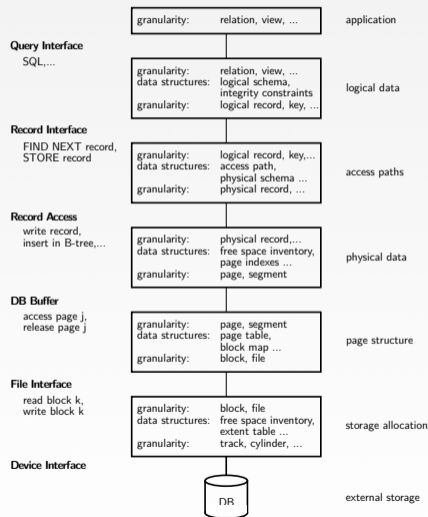 granularity: relation, view, ... application
Query Interface
SQL,...
granularity: relation, view, ...
data structures: logical schema,
integrity constraints
granularity: logical record, key, ...
logical data
Record Interface
FIND NEXT record,
STORE record
granularity: logical record, key,...
data structures: access path,
physical schema ...
granularity: physical record, ...
access paths
Record Access
write record,
insert in B-tree,...
granularity: physical record,...
data structures: free space inventory,
page indexes ...
granularity: page, segment
physical data
DB Buffer
access page j,
release page j
granularity: page, segment
data structures: page table,
block map ...
granularity: block, file
page structure
File Interface
read block k,
write block k
granularity: block, file
data structures: free space inventory,
extent table ...
granularity: track, cylinder, ...
storage allocation
Device Interface
DB
external storage